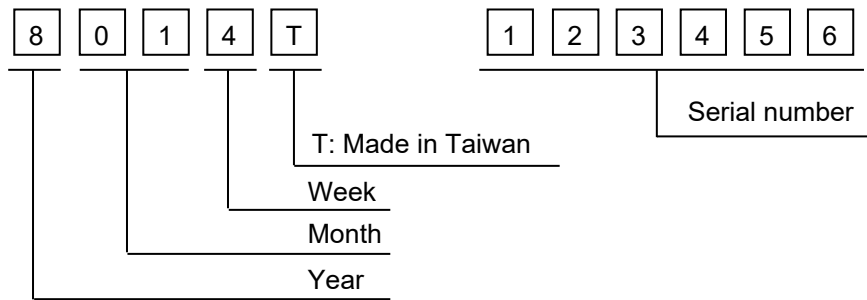 8 0 1 4 T 1 2 3 4 5 6
Serial number
T: Made in Taiwan
Week
Month
Year